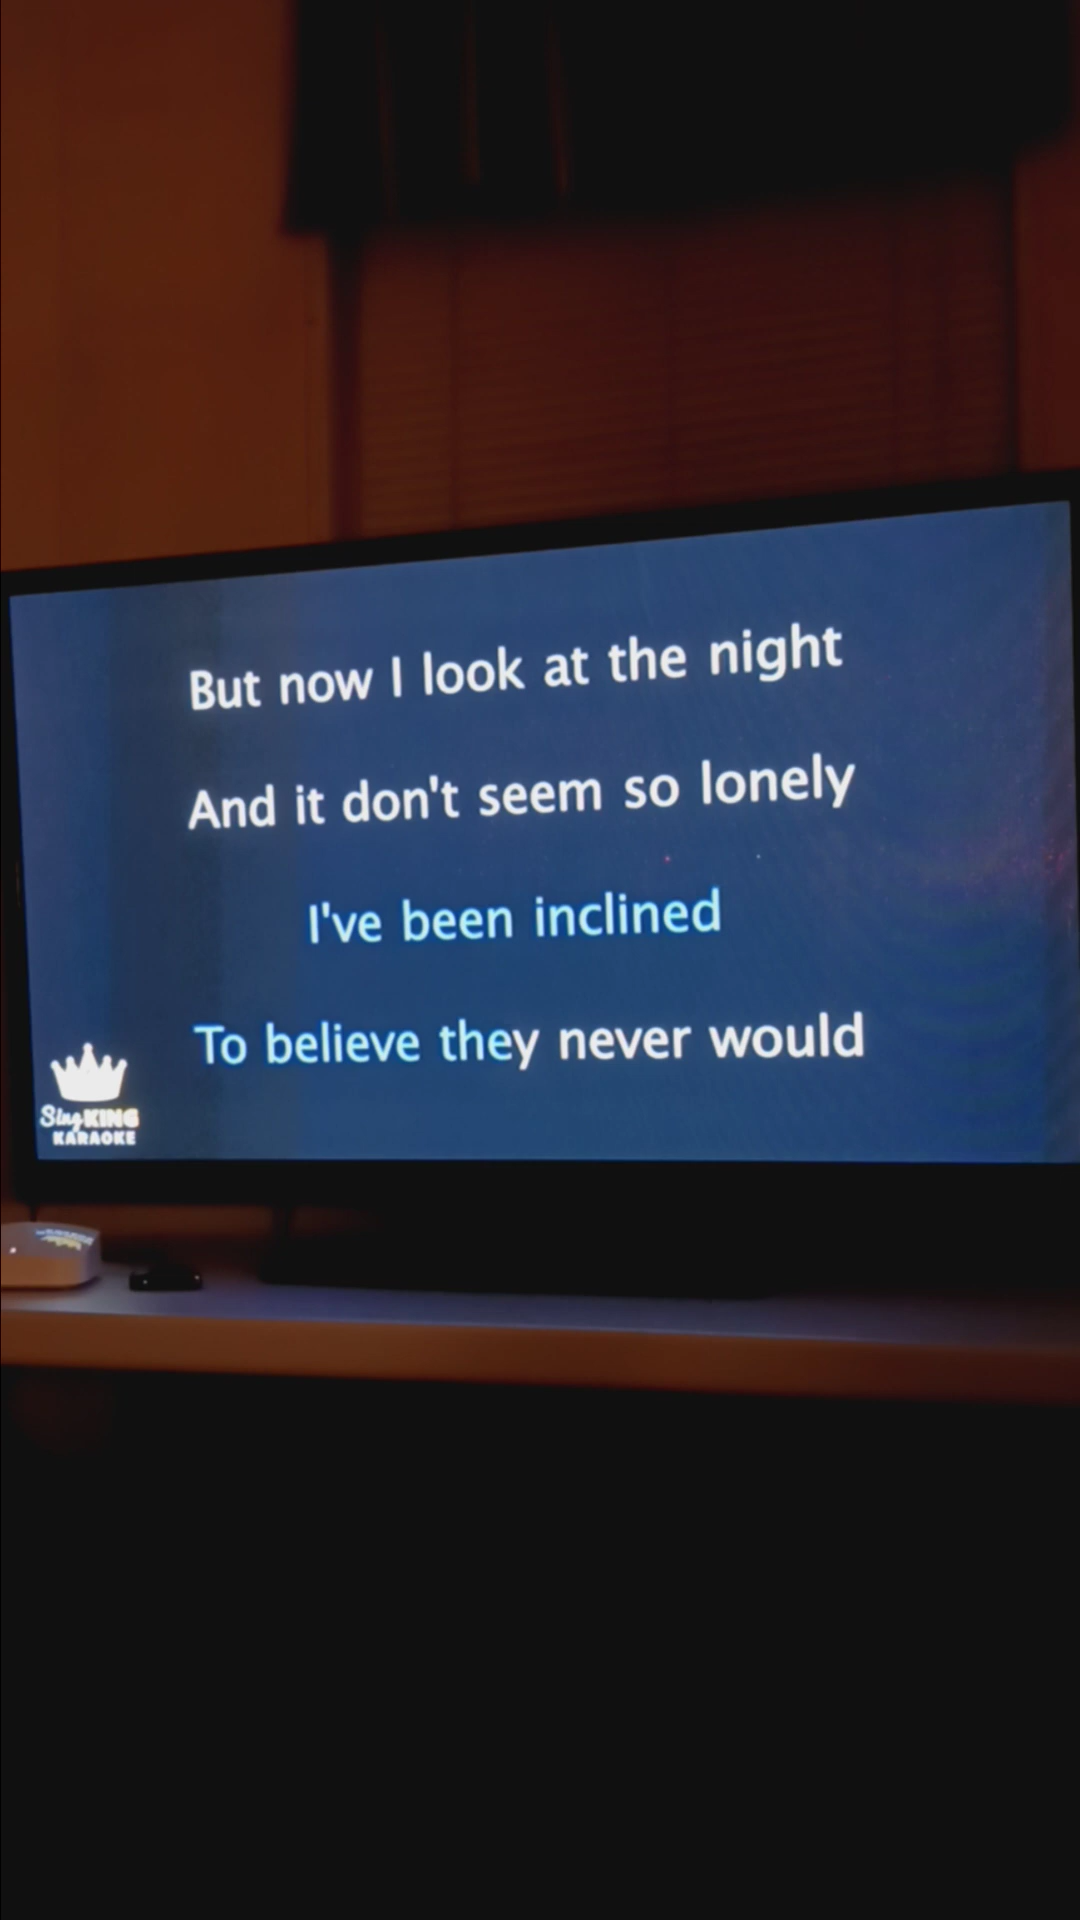 But now I look at the night
And it don't seem so lonely
I've been inclined
To believe they never would
Sing KING
KARAOKE